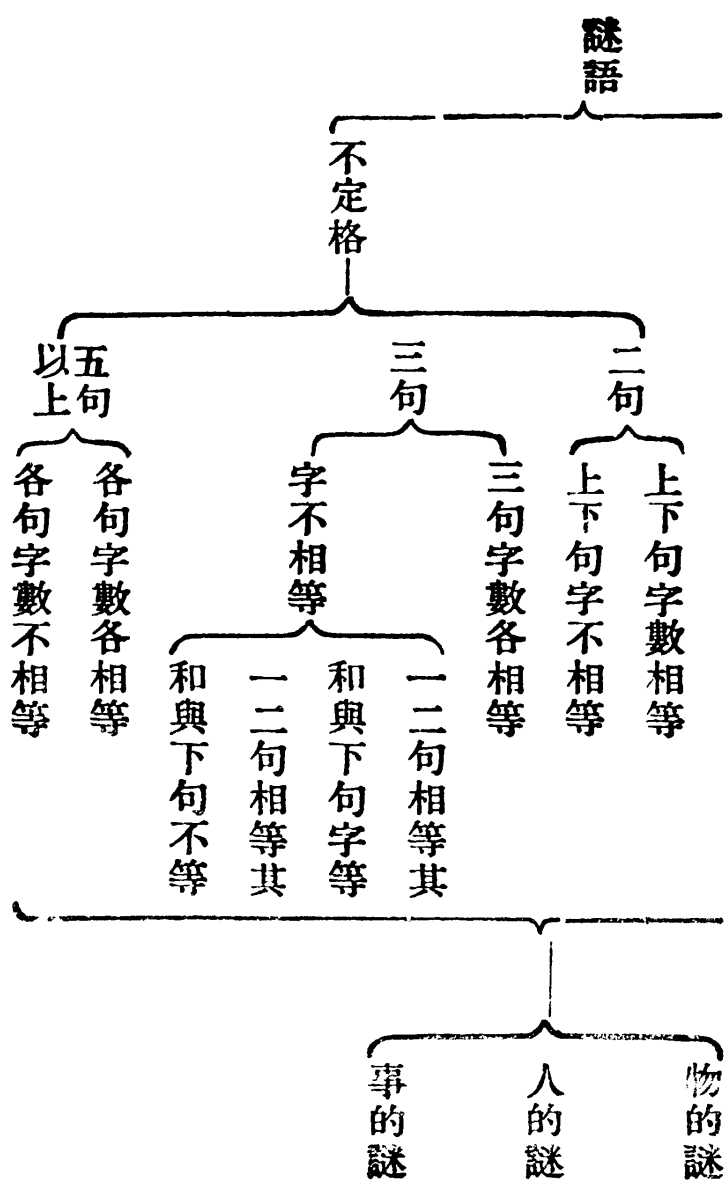 謎語
不定格
二句
上下句字數相等
上下句字不相等
三句
三句字數各相等
字不相等
一二句相等其
和與下句字等
一二句相等其
和與下句不等
五句
以上
各句字數各相等
各句字數不相等
物的謎
人的謎
事的謎